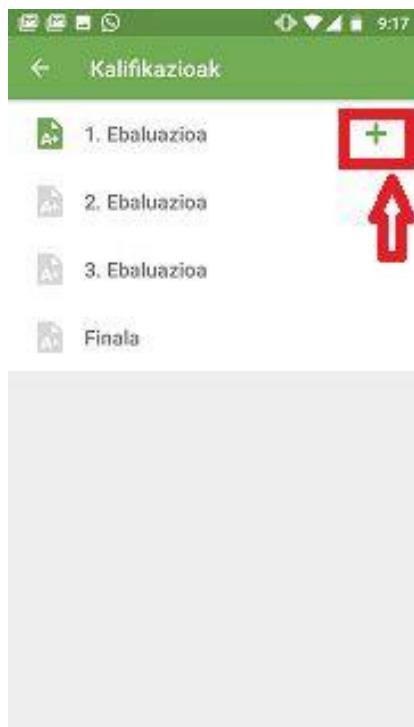 9:17
Kalifikazioak
A+ 1. Ebaluazioa +
A+ 2. Ebaluazioa
A+ 3. Ebaluazioa
A+ Finala